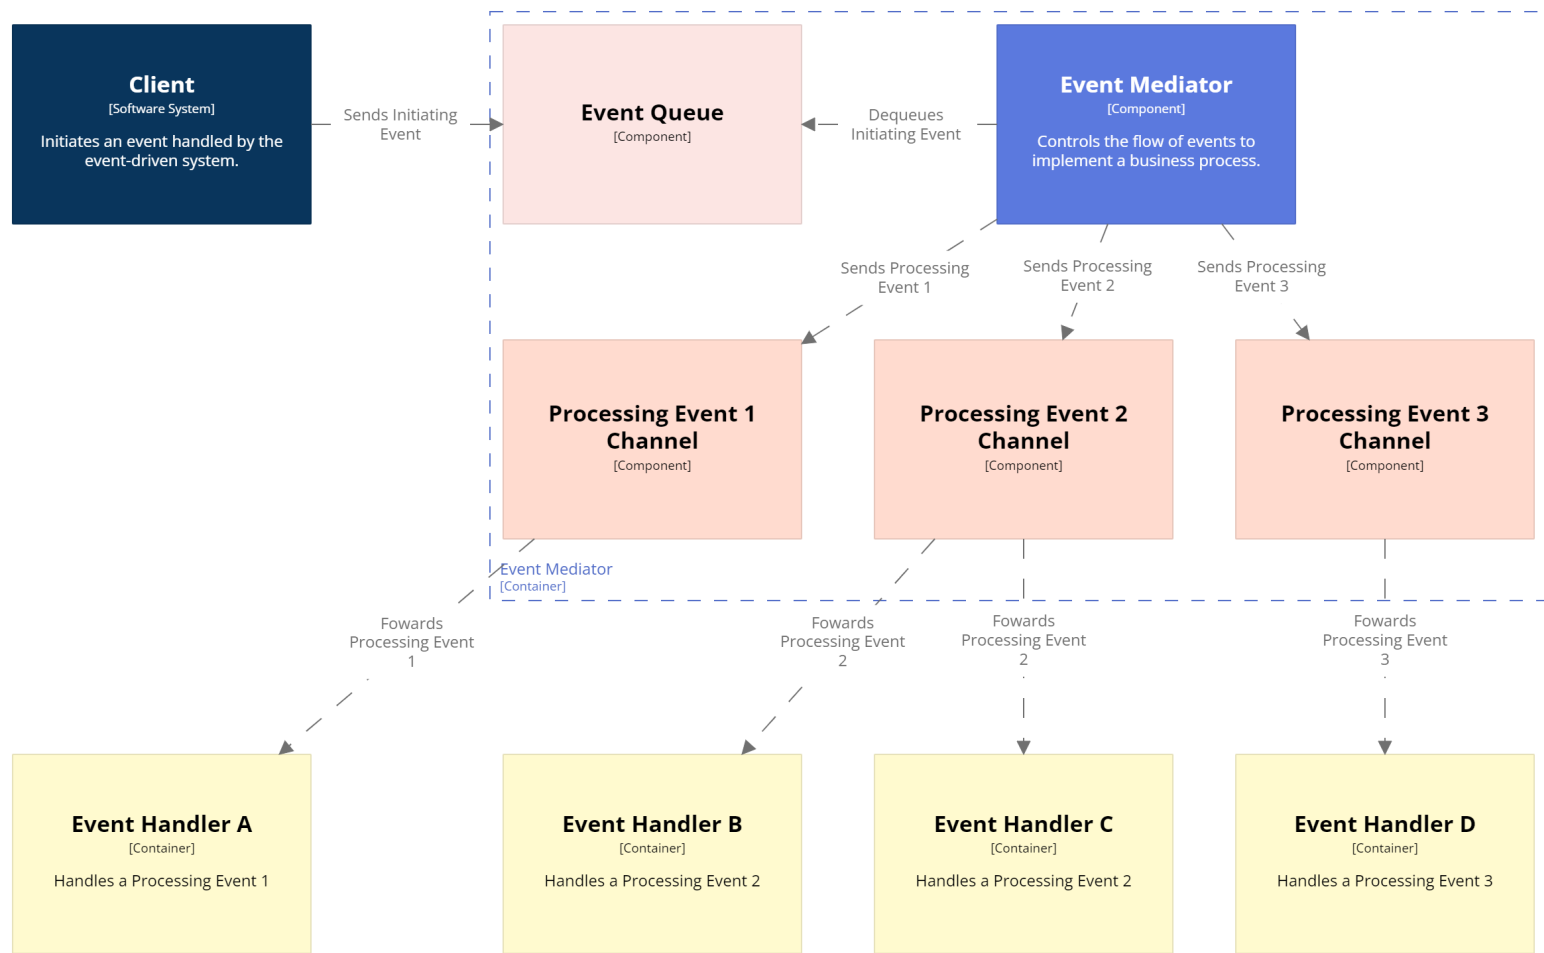 Client
[Software System]
Initiates an event handled by the
event-driven system.
Sends Initiating
Event
Event Queue
[Component]
Dequeues
Initiating Event
Event Mediator
[Component]
Controls the flow of events to
implement a business process.
Sends Processing
Event 1
Sends Processing
Event 2
Sends Processing
Event 3
Processing Event 1
Channel
[Component]
Processing Event 2
Channel
[Component]
Processing Event 3
Channel
[Component]
Event Mediator
[Container]
Fowards
Processing Event
1
Fowards
Processing Event
2
Fowards
Processing Event
2
Fowards
Processing Event
3
Event Handler A
[Container]
Handles a Processing Event 1
Event Handler B
[Container]
Handles a Processing Event 2
Event Handler C
[Container]
Handles a Processing Event 2
Event Handler D
[Container]
Handles a Processing Event 3